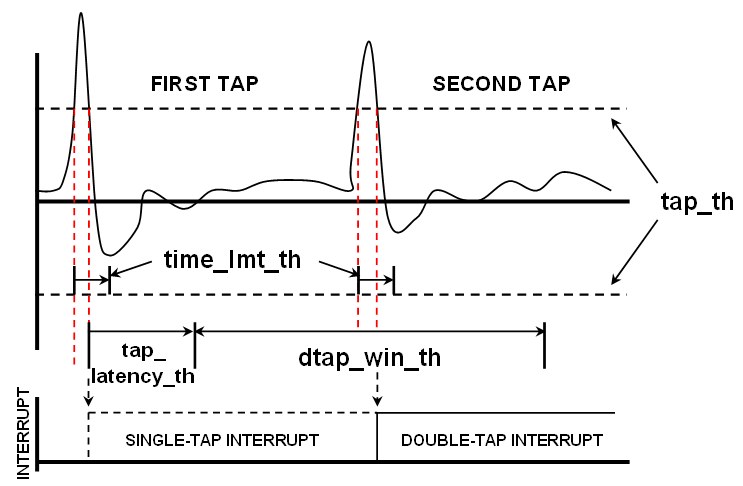 FIRST TAP
SECOND TAP
tap_th
time_lmt_th
tap_
latency_th
dtap_win_th
INTERRUPT
SINGLE-TAP INTERRUPT
DOUBLE-TAP INTERRUPT